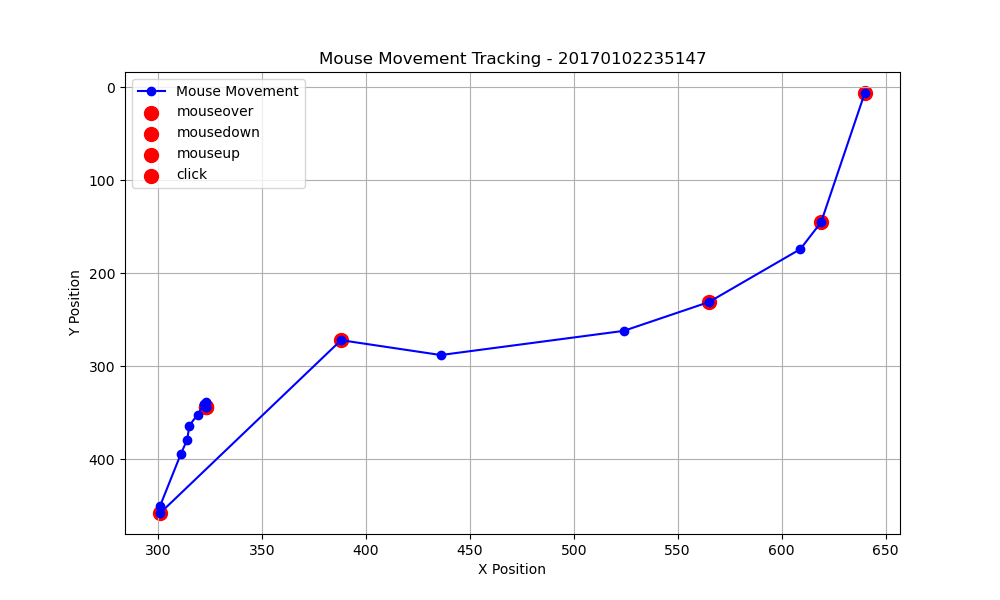 Mouse Movement Tracking - 20170102235147
Mouse Movement
mouseover
mousedown
mouseup
click
0
100
200
300
400
Y Position
300 350 400 450 500 550 600 650
X Position